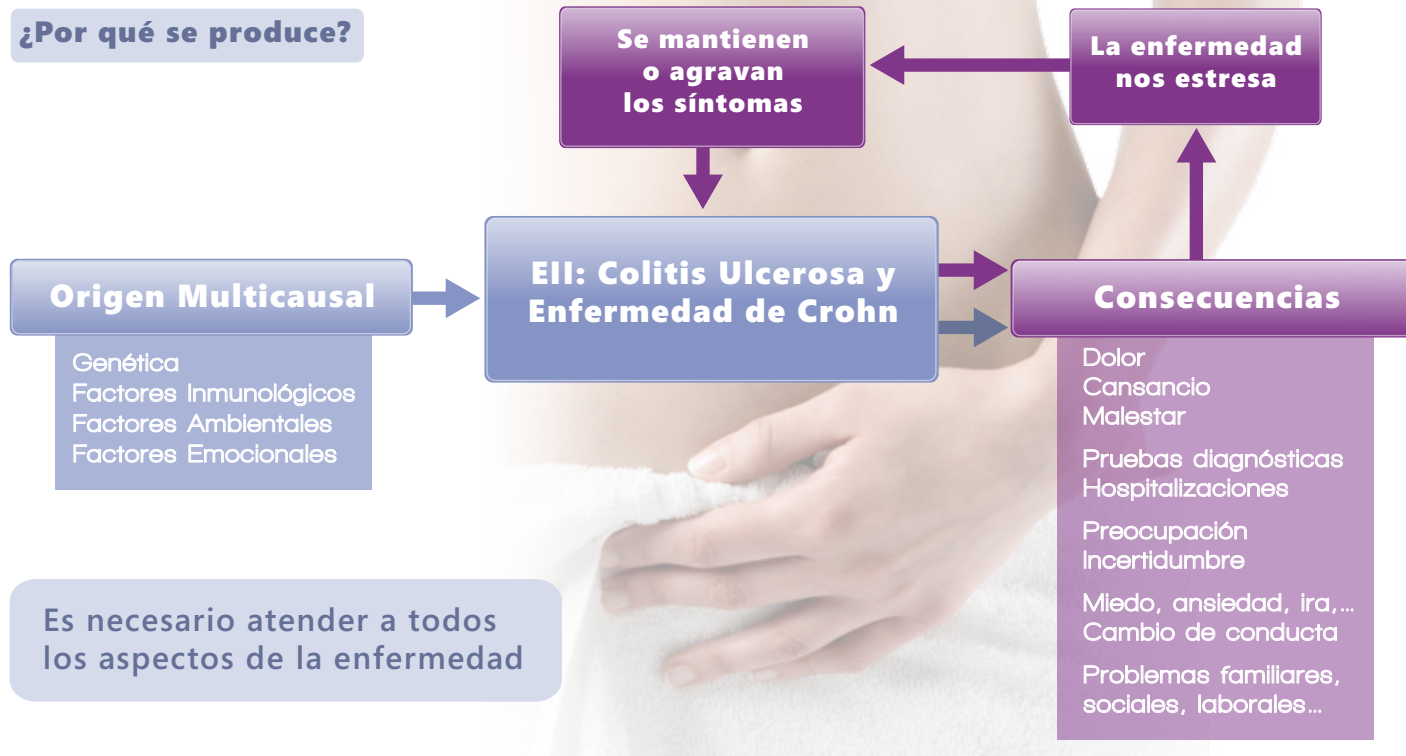 ¿Por qué se produce?
Se mantienen
o agravan
los síntomas
La enfermedad
nos estresa
Origen Multicausal
Genética
Factores Inmunológicos
Factores Ambientales
Factores Emocionales
EII: Colitis Ulcerosa y
Enfermedad de Crohn
Consecuencias
Dolor
Cansancio
Malestar
Pruebas diagnósticas
Hospitalizaciones
Preocupación
Incertidumbre
Miedo, ansiedad, ira,...
Cambio de conducta
Problemas familiares,
sociales, laborales...
Es necesario atender a todos
los aspectos de la enfermedad